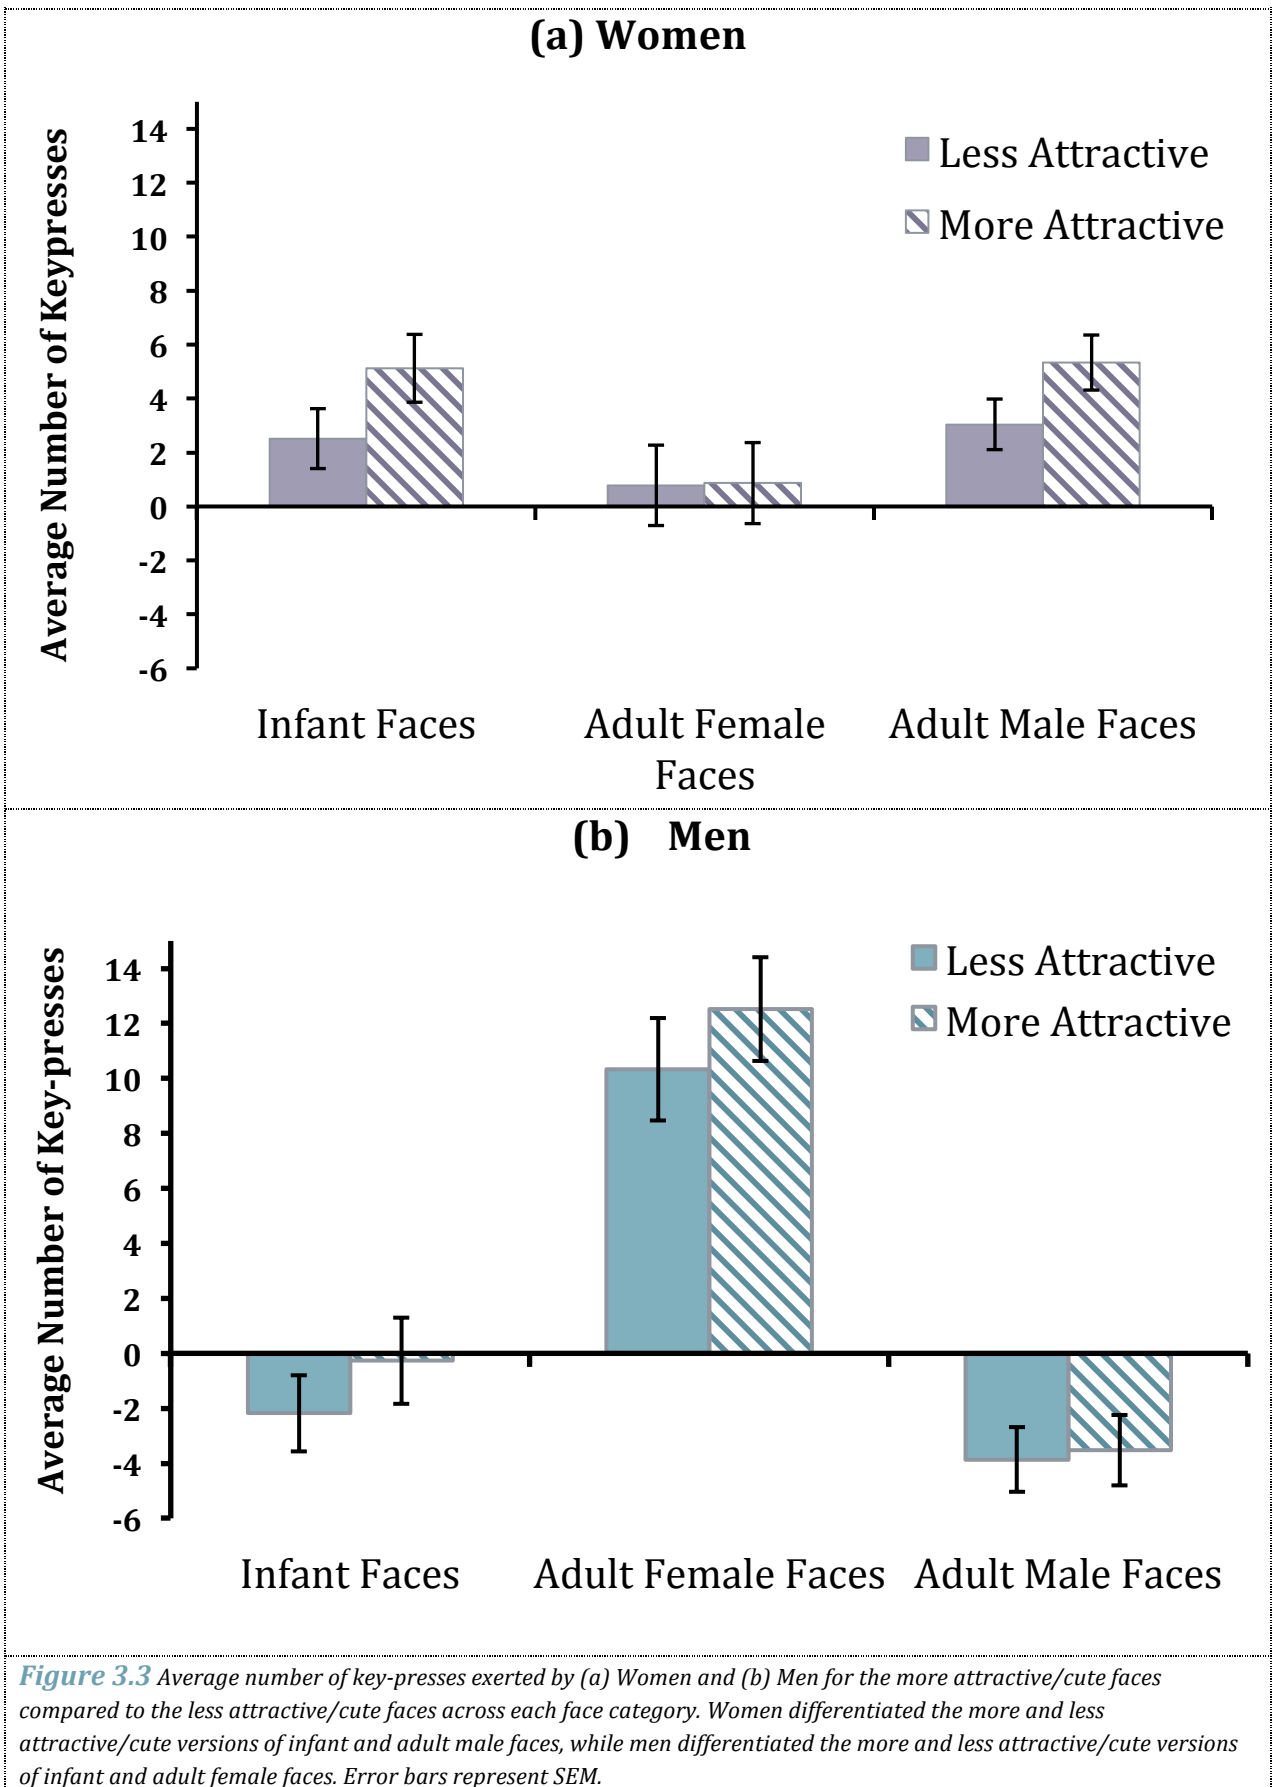 (a) Women
Average Number of Keypresses
14
12
10
8
6
4
2
0
-2
-4
-6
Less Attractive
More Attractive
Infant Faces
Adult Female
Faces
Adult Male Faces
(b) Men
Average Number of Key-presses
14
12
10
8
6
4
2
0
-2
-4
-6
Less Attractive
More Attractive
Infant Faces
Adult Female Faces
Adult Male Faces
Figure 3.3 Average number of key-presses exerted by (a) Women and (b) Men for the more attractive/cute faces
compared to the less attractive/cute faces across each face category. Women differentiated the more and less
attractive/cute versions of infant and adult male faces, while men differentiated the more and less attractive/cute versions
of infant and adult female faces. Error bars represent SEM.